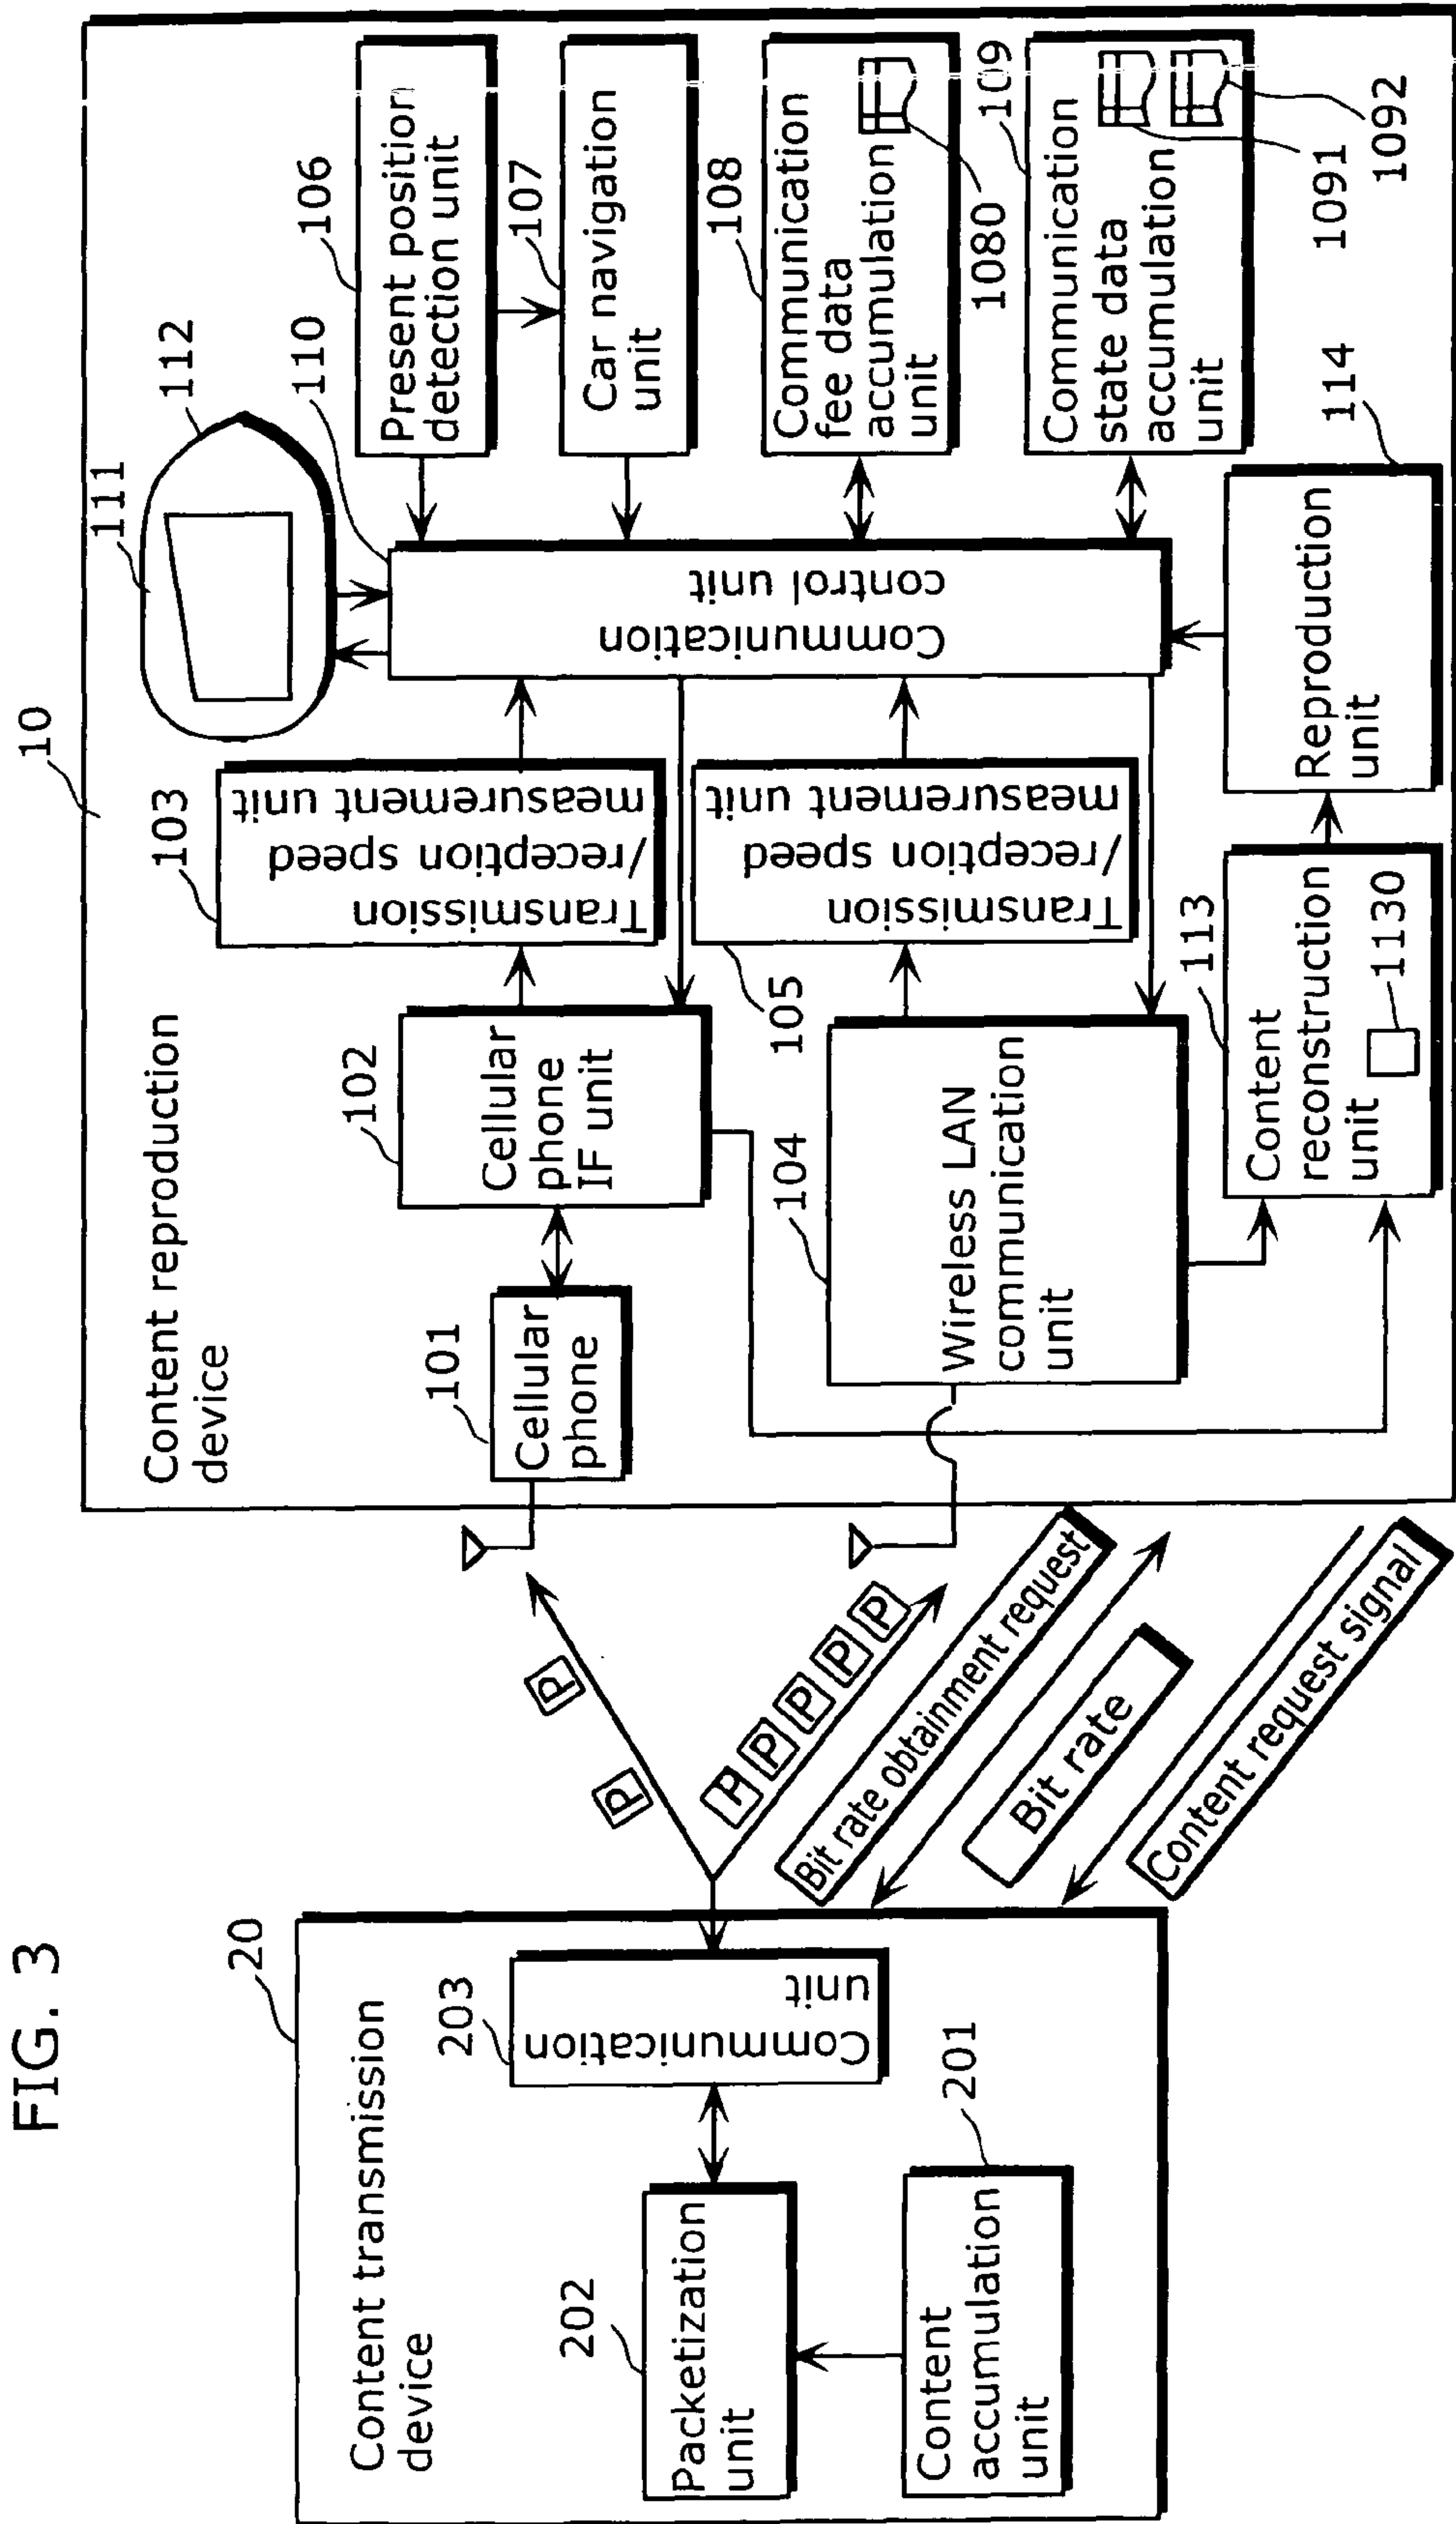 FIG. 3
20
Content transmission
device
202
Packetization
unit
203
Communication
unit
201
Content
accumulation
unit
P
P
P
P
P
P
P
Bit rate obtainment request
Bit rate
Content request signal
10
Content reproduction
device
101
Cellular
phone
102
Cellular
phone
IF unit
103
Transmission
/reception speed
measurement unit
104
Wireless LAN
communication
unit
105
Transmission
/reception speed
measurement unit
111
112
110
Communication
control unit
106
Present position
detection unit
107
Car navigation
unit
108
Communication
fee data
accumulation
unit
1080
109
Communication
state data
accumulation
unit
1091
1092
113
Content
reconstruction
unit
1130
114
Reproduction
unit